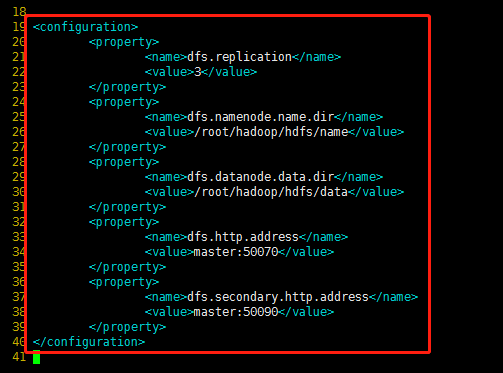 18
19 <configuration>
20         <property>
21                 <name>dfs.replication</name>
22                 <value>3</value>
23         </property>
24         <property>
25                 <name>dfs.namenode.name.dir</name>
26                 <value>/root/hadoop/hdfs/name</value>
27         </property>
28         <property>
29                 <name>dfs.datanode.data.dir</name>
30                 <value>/root/hadoop/hdfs/data</value>
31         </property>
32         <property>
33                 <name>dfs.http.address</name>
34                 <value>master:50070</value>
35         </property>
36         <property>
37                 <name>dfs.secondary.http.address</name>
38                 <value>master:50090</value>
39         </property>
40 </configuration>
41